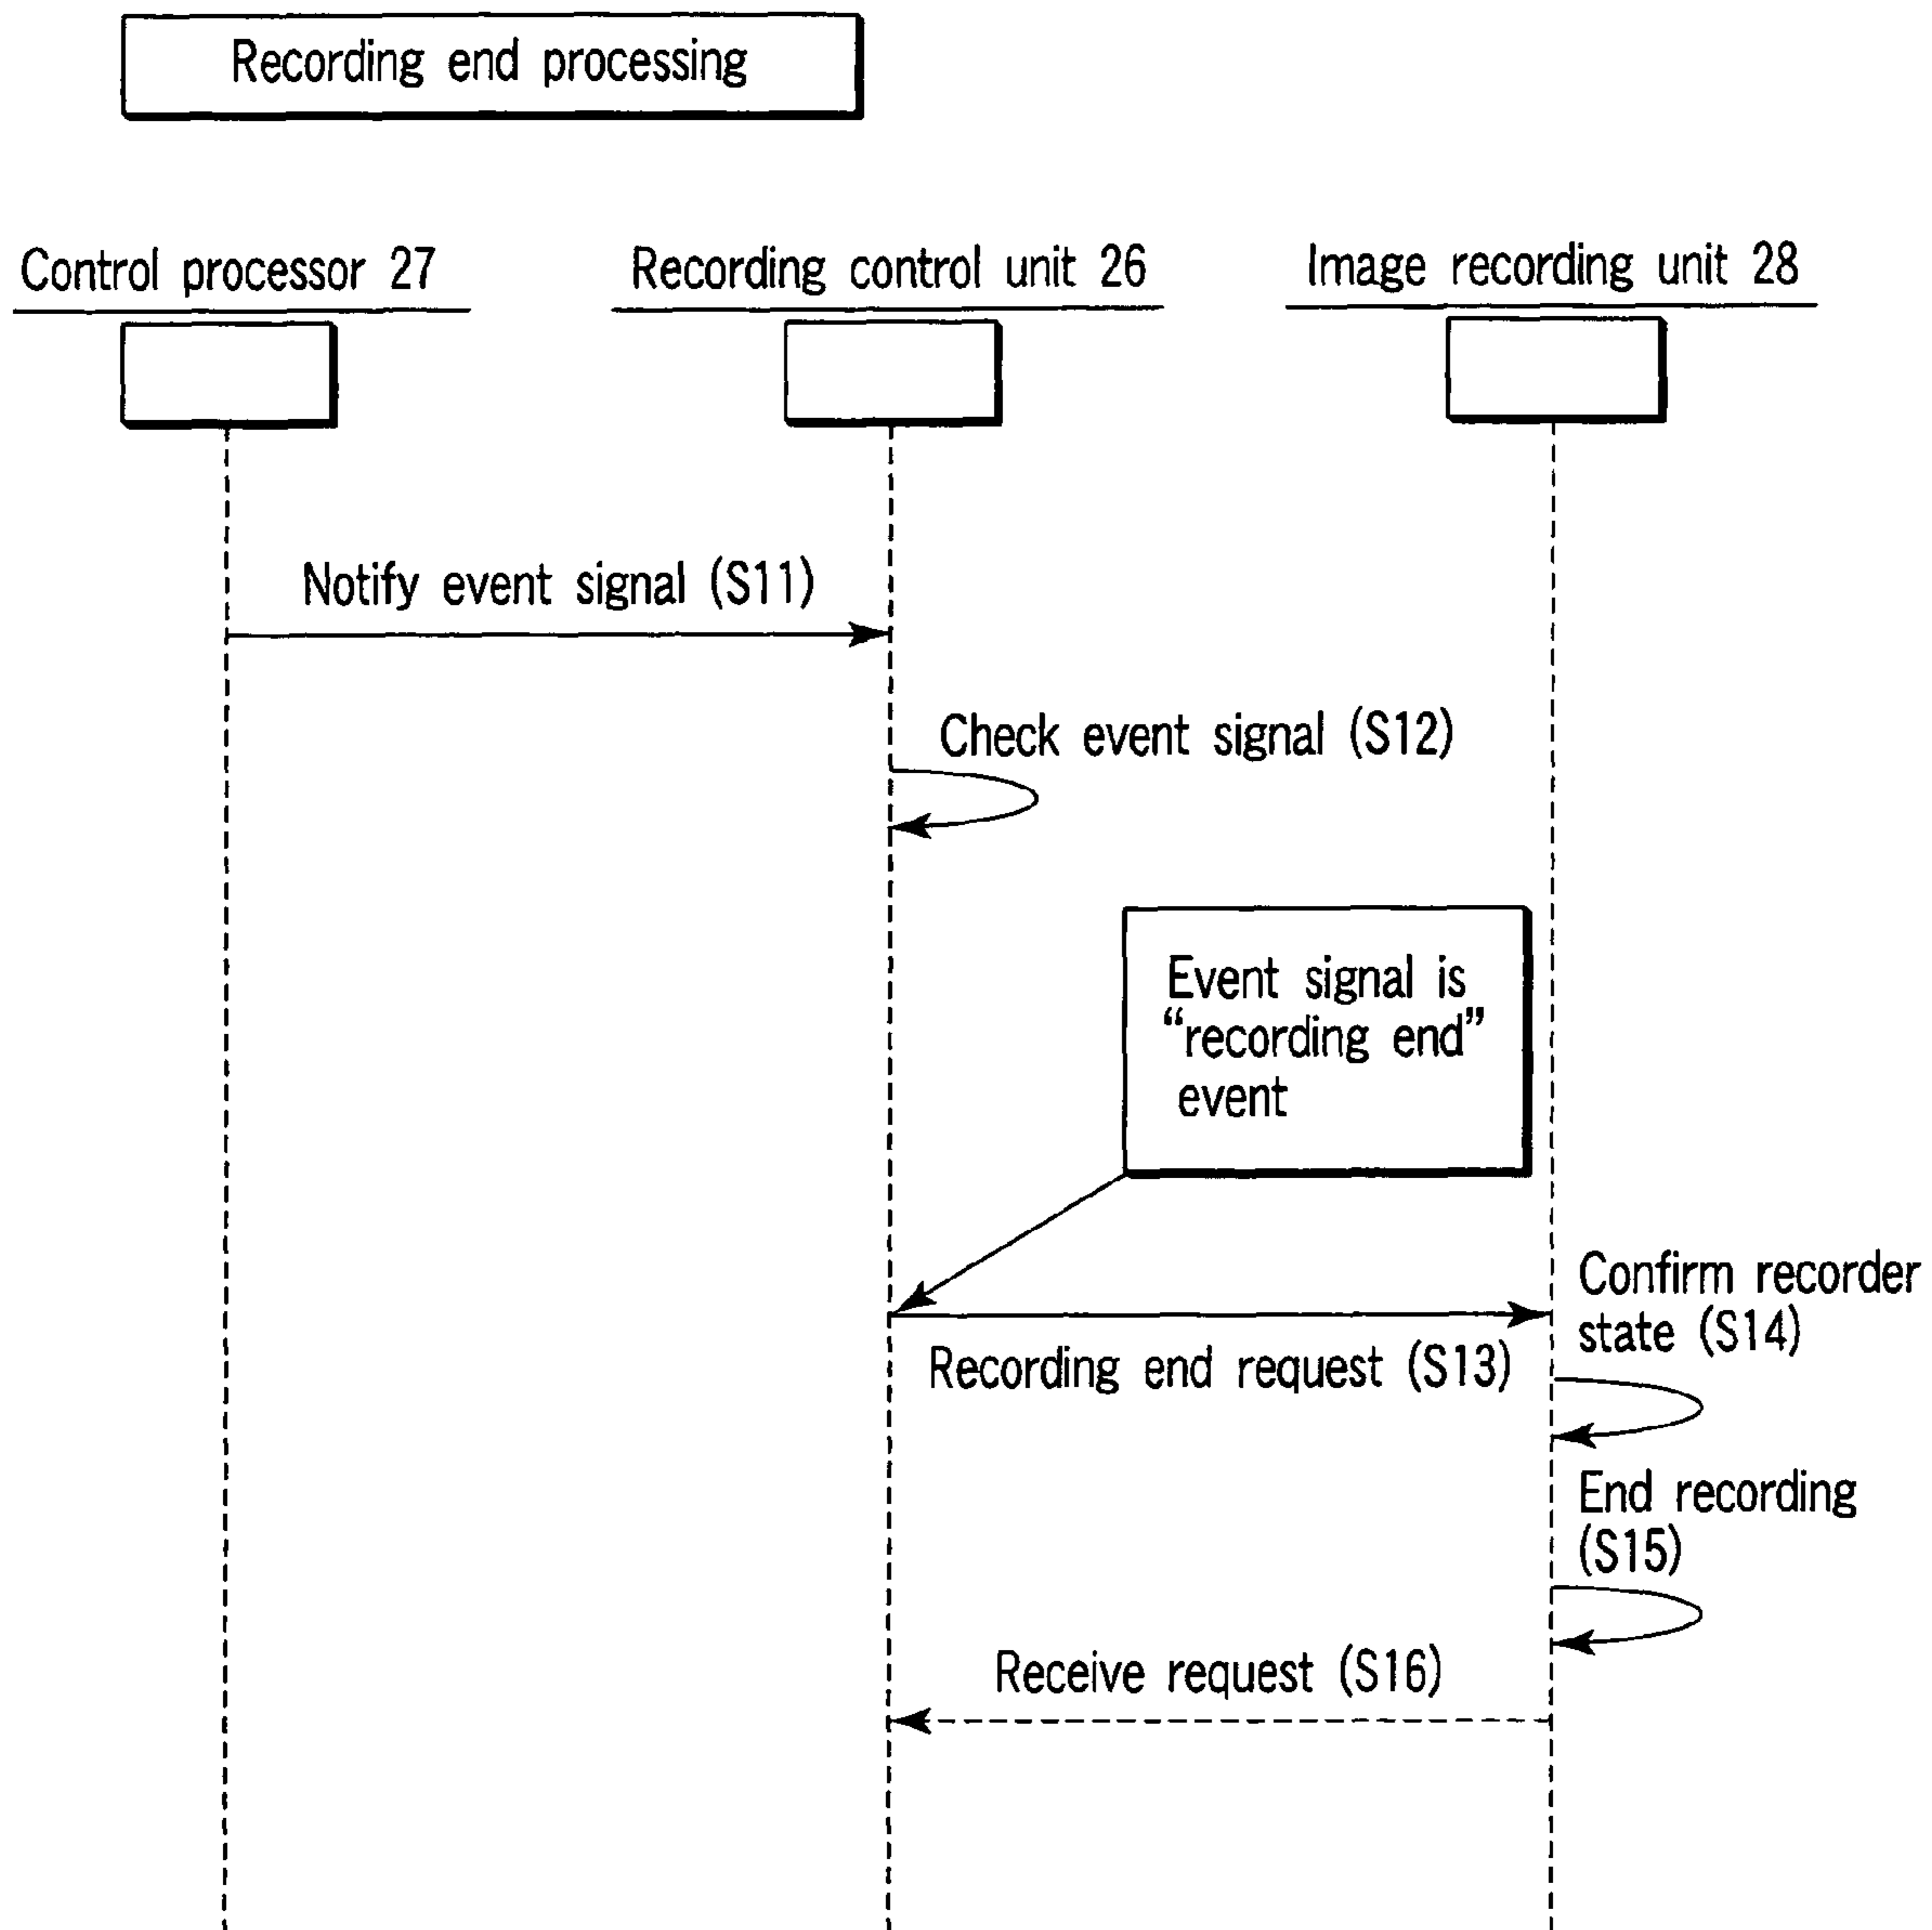 Recording end processing
Control processor 27
Recording control unit 26
Image recording unit 28
Notify event signal (S11)
Check event signal (S12)
Event signal is
“recording end”
event
Confirm recorder
state (S14)
Recording end request (S13)
End recording
(S15)
Receive request (S16)